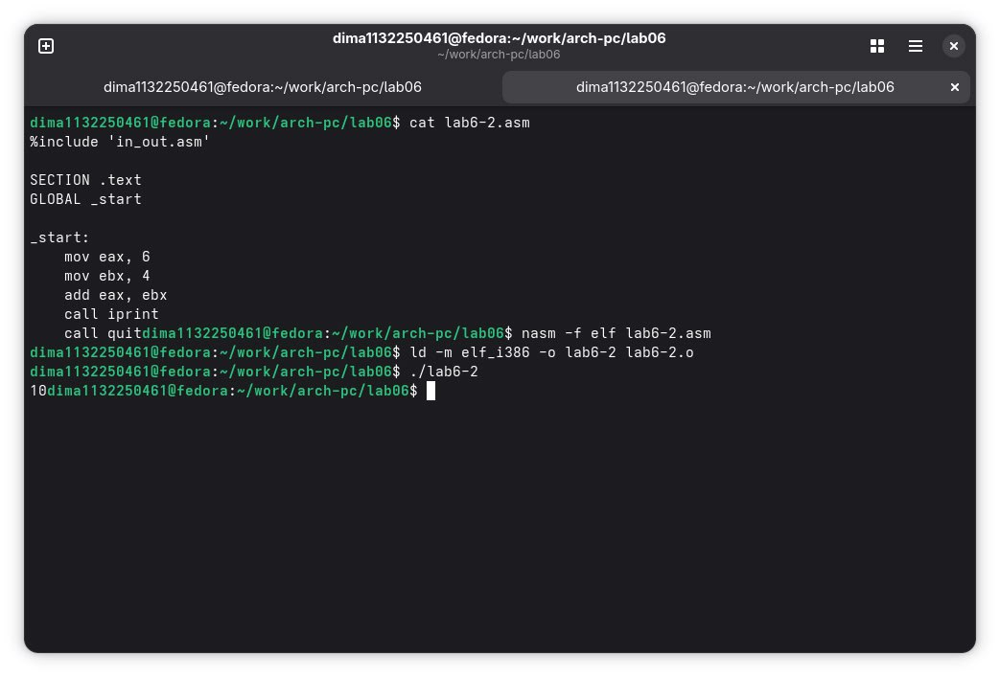 dima1132250461@fedora:~/work/arch-pc/lab06
~/work/arch-pc/lab06
dima1132250461@fedora:~/work/arch-pc/lab06
dima1132250461@fedora:~/work/arch-pc/lab06
dima1132250461@fedora:~/work/arch-pc/lab06$ cat lab6-2.asm
%include 'in_out.asm'
SECTION .text
GLOBAL _start
_start:
    mov eax, 6
    mov ebx, 4
    add eax, ebx
    call iprint
    call quitdima1132250461@fedora:~/work/arch-pc/lab06$ nasm -f elf lab6-2.asm
dima1132250461@fedora:~/work/arch-pc/lab06$ ld -m elf_i386 -o lab6-2 lab6-2.o
dima1132250461@fedora:~/work/arch-pc/lab06$ ./lab6-2
10dima1132250461@fedora:~/work/arch-pc/lab06$